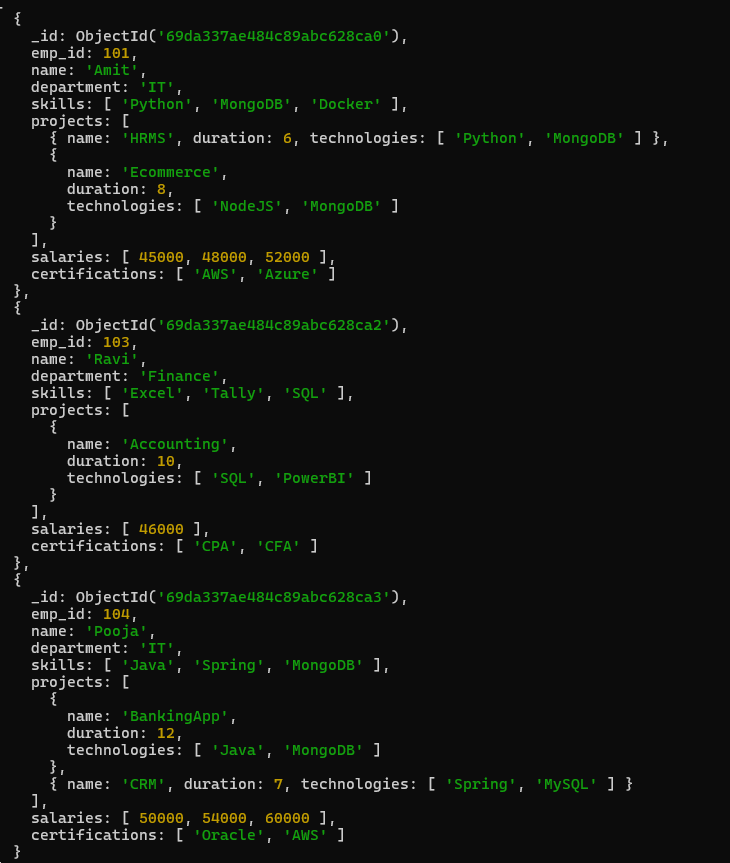 {
_id: ObjectId('69da337ae484c89abc628ca0'),
emp_id: 101,
name: 'Amit',
department: 'IT',
skills: [ 'Python', 'MongoDB', 'Docker' ],
projects: [
{ name: 'HRMS', duration: 6, technologies: [ 'Python', 'MongoDB' ] },
{
name: 'Ecommerce',
duration: 8,
technologies: [ 'NodeJS', 'MongoDB' ]
}
],
salaries: [ 45000, 48000, 52000 ],
certifications: [ 'AWS', 'Azure' ]
},
{
_id: ObjectId('69da337ae484c89abc628ca2'),
emp_id: 103,
name: 'Ravi',
department: 'Finance',
skills: [ 'Excel', 'Tally', 'SQL' ],
projects: [
{
name: 'Accounting',
duration: 10,
technologies: [ 'SQL', 'PowerBI' ]
}
],
salaries: [ 46000 ],
certifications: [ 'CPA', 'CFA' ]
},
{
_id: ObjectId('69da337ae484c89abc628ca3'),
emp_id: 104,
name: 'Pooja',
department: 'IT',
skills: [ 'Java', 'Spring', 'MongoDB' ],
projects: [
{
name: 'BankingApp',
duration: 12,
technologies: [ 'Java', 'MongoDB' ]
},
{ name: 'CRM', duration: 7, technologies: [ 'Spring', 'MySQL' ] }
],
salaries: [ 50000, 54000, 60000 ],
certifications: [ 'Oracle', 'AWS' ]
}